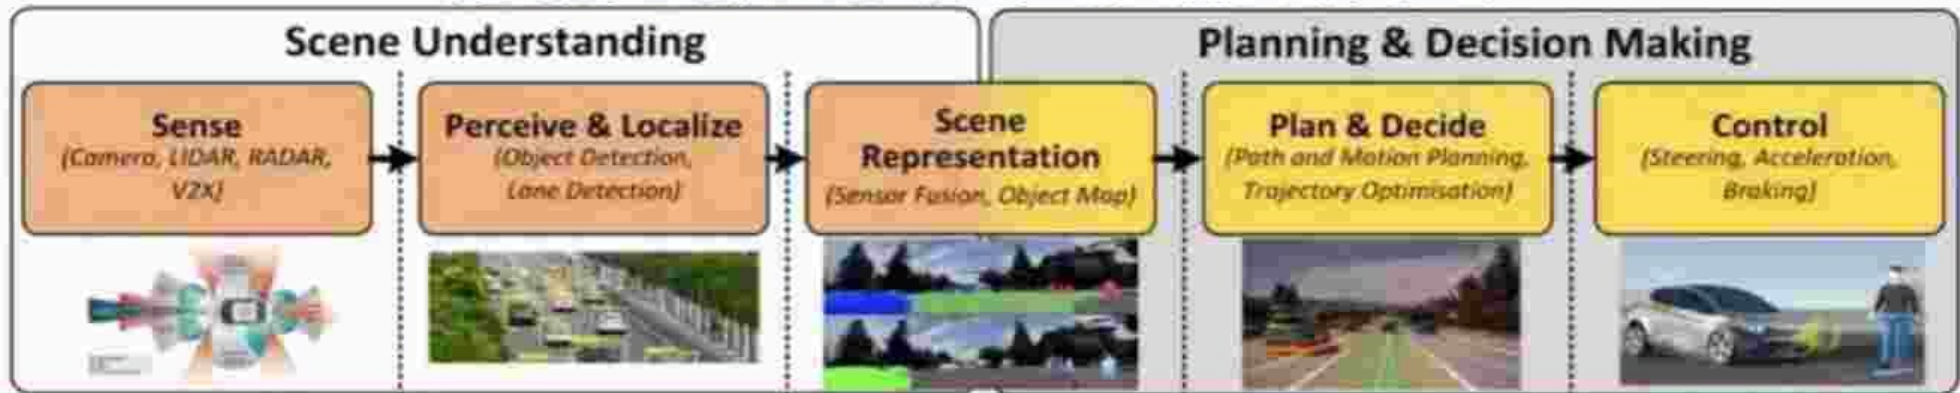 Scene Understanding
Planning & Decision Making
Sense
(Camera, LIDAR, RADAR,
V2X)
Perceive & Localize
(Object Detection,
Lane Detection)
Scene
Representation
(Sensor Fusion, Object Map)
Plan & Decide
(Path and Motion Planning,
Trajectory Optimisation)
Control
(Steering, Acceleration,
Braking)